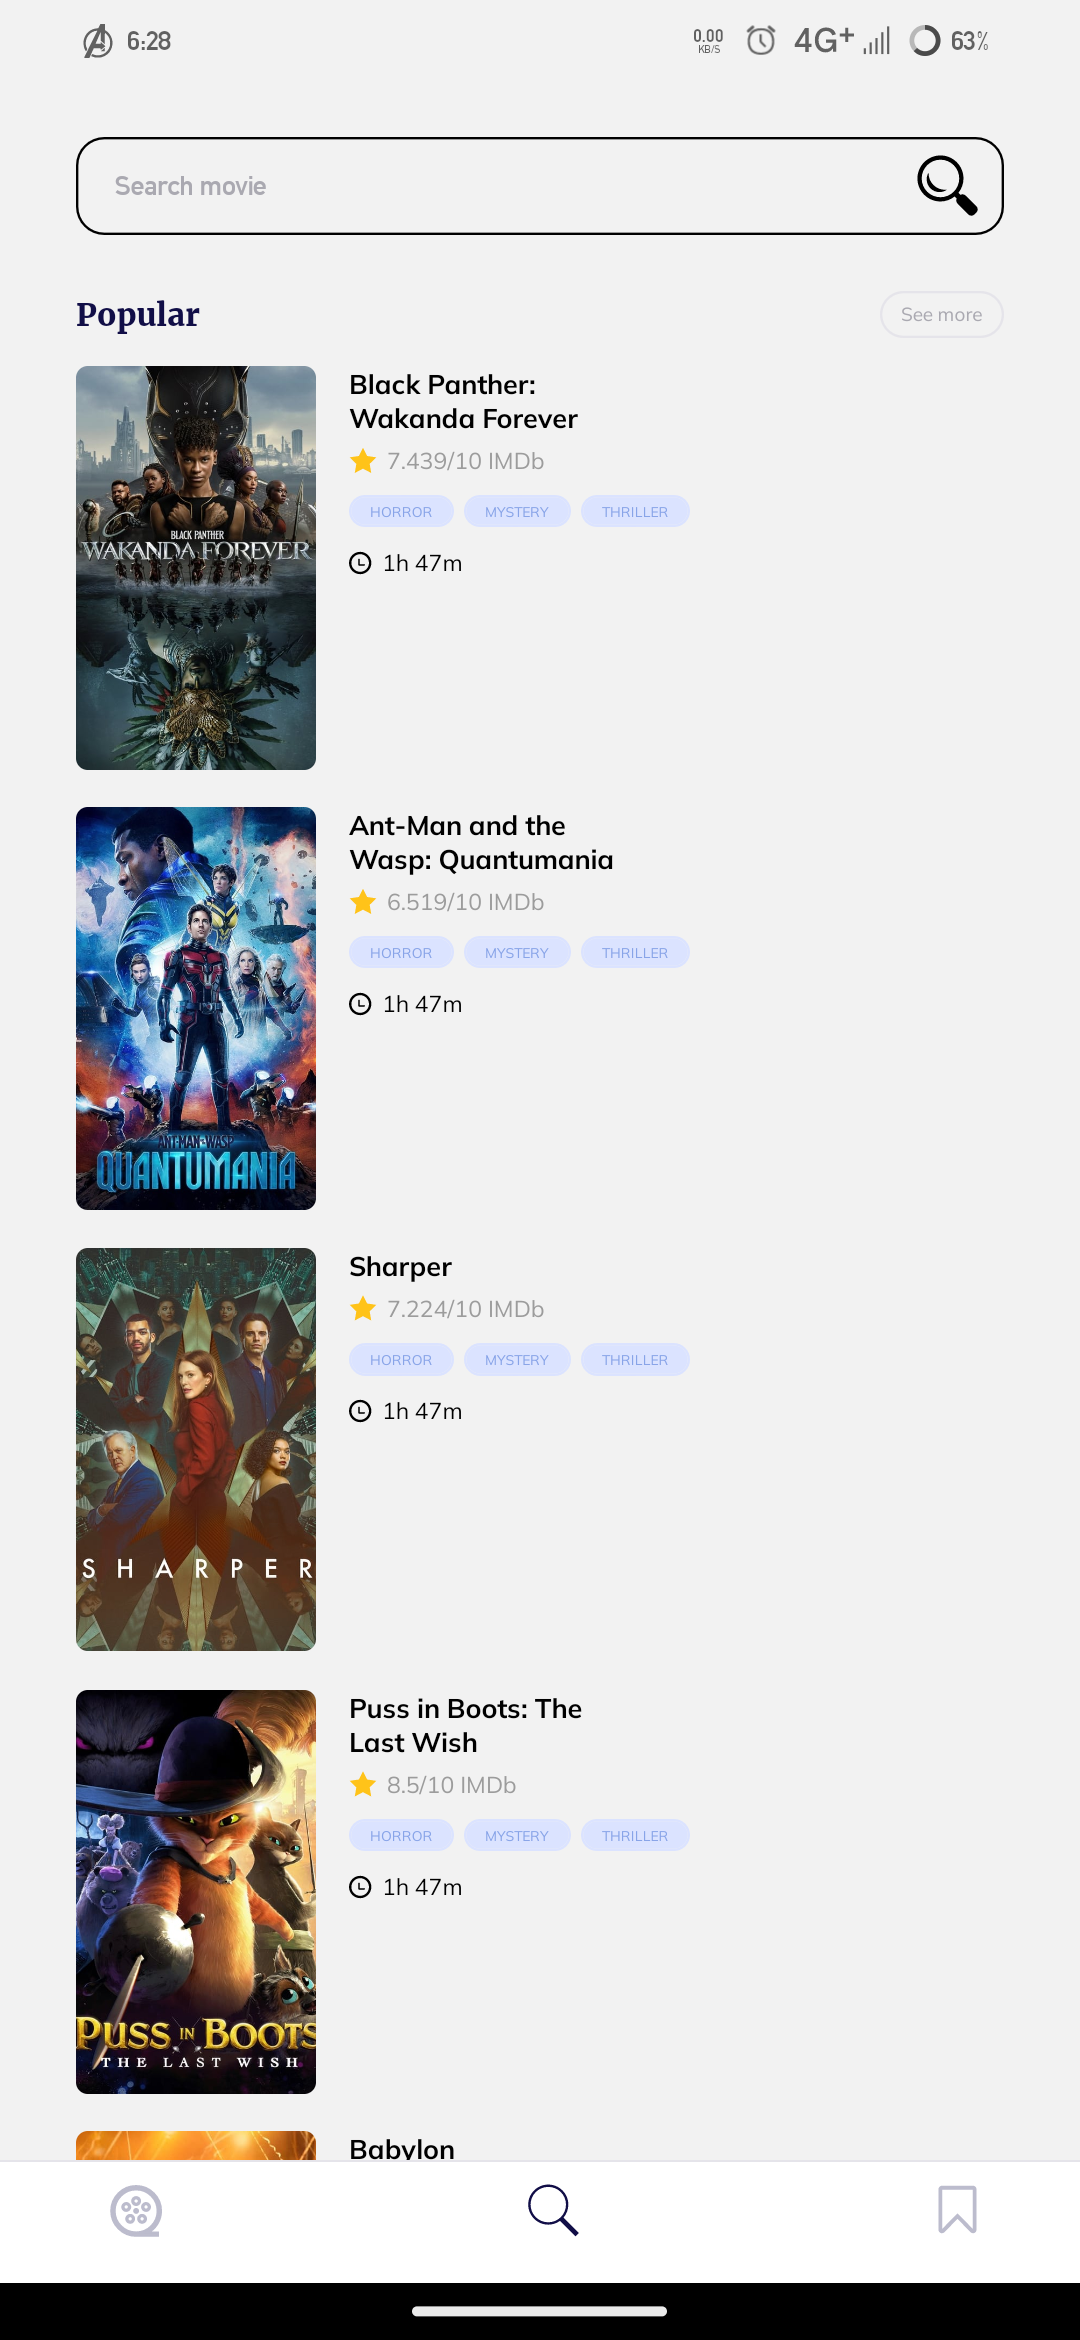 6:28
0.00
KB/S
4G+
63%
Search movie
Popular
See more
BLACK PANTHER
WAKANDA FOREVER
Black Panther:
Wakanda Forever
7.439/10 IMDb
HORROR MYSTERY THRILLER
1h 47m
ANT-MAN AND WASP
QUANTUMANIA
Ant-Man and the
Wasp: Quantumania
6.519/10 IMDb
HORROR MYSTERY THRILLER
1h 47m
SHARPER
Sharper
7.224/10 IMDb
HORROR MYSTERY THRILLER
1h 47m
PUSS IN BOOTS
THE LAST WISH
Puss in Boots: The
Last Wish
8.5/10 IMDb
HORROR MYSTERY THRILLER
1h 47m
Babylon